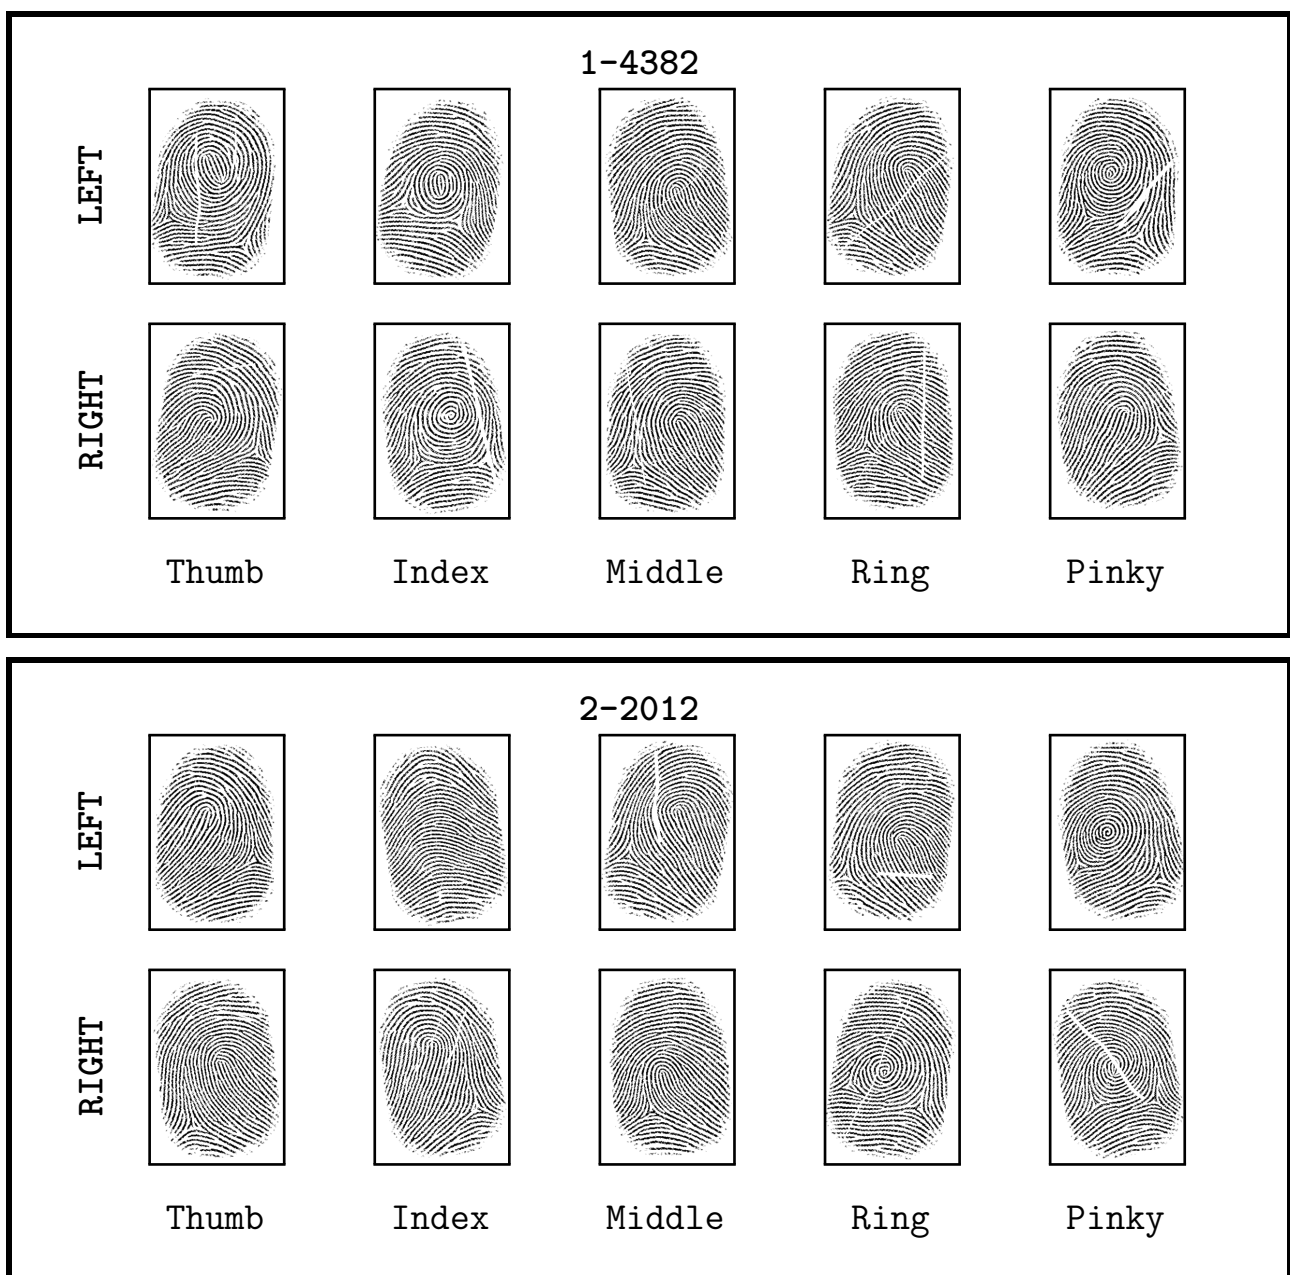 1-4382
LEFT
RIGHT
Thumb Index Middle Ring Pinky
2-2012
LEFT
RIGHT
Thumb Index Middle Ring Pinky